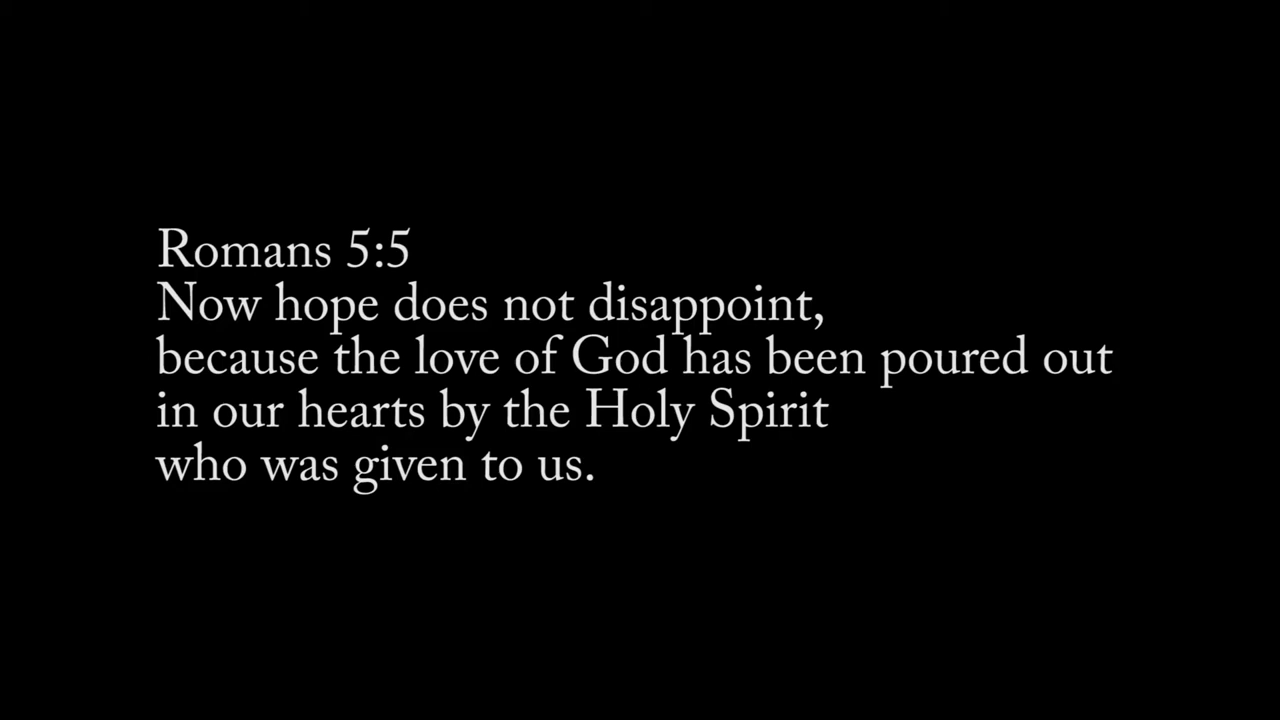 Romans 5:5
Now hope does not disappoint,
because the love of God has been poured out
in our hearts by the Holy Spirit
who was given to us.